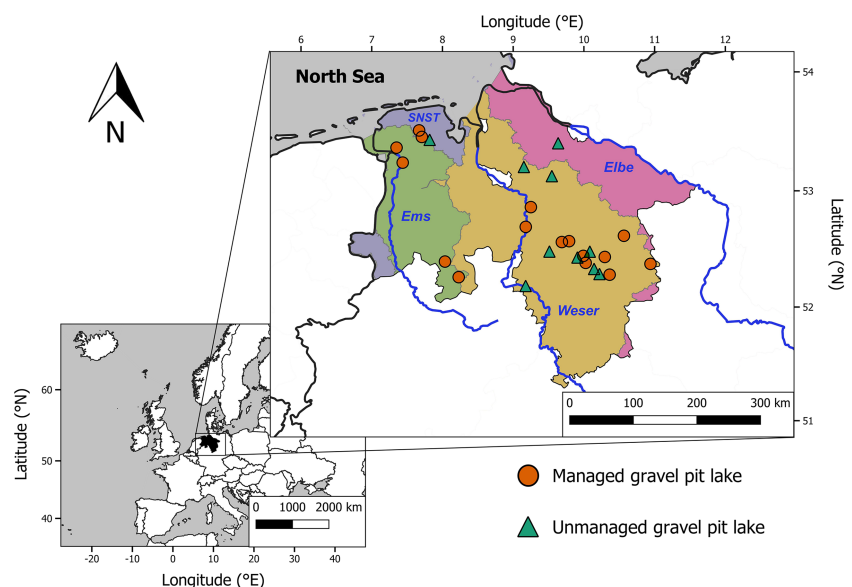 Longitude (°E)
6 7 8 9 10 11 12
54
53
52
51
Latitude (°N)
North Sea
N
SNST
Elbe
Ems
Weser
0 100 200 300 km
60
50
40
Latitude (°N)
0 1000 2000 km
-20 -10 0 10 20 30 40
Longitude (°E)
Managed gravel pit lake
Unmanaged gravel pit lake